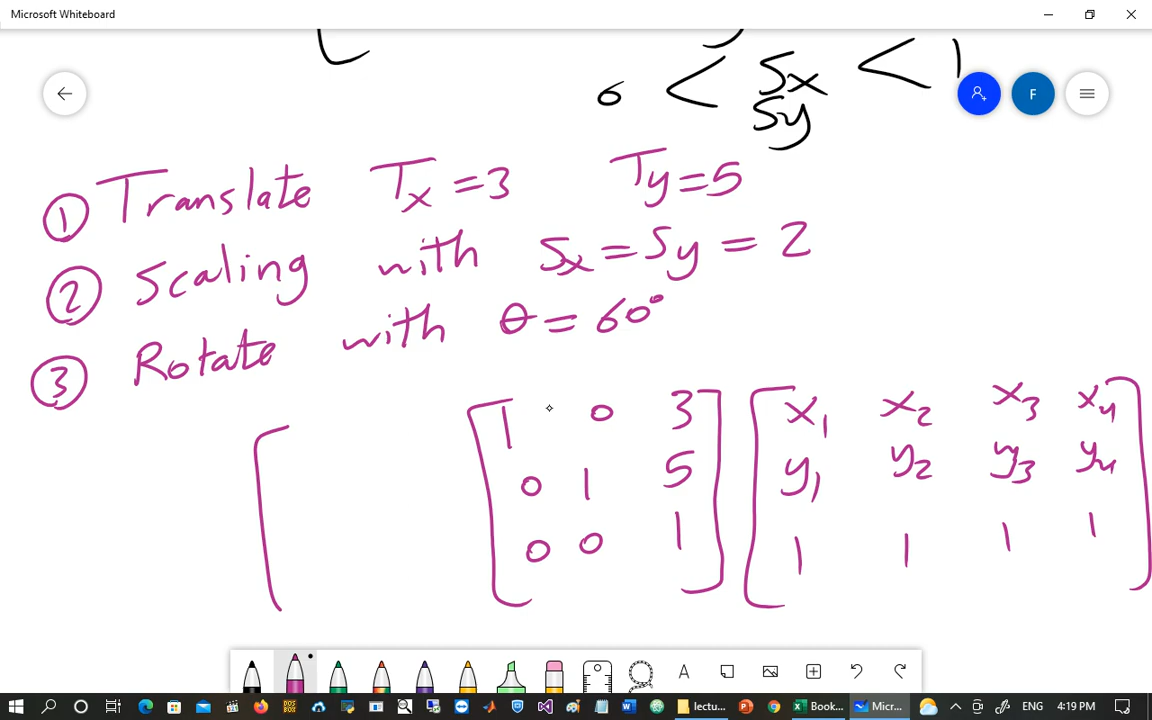 Microsoft Whiteboard
0 < Sx < 1
Sy
F
① Translate Tx = 3 Ty = 5
② Scaling with Sx = Sy = 2
③ Rotate with θ = 60°
1 0 3 x1 x2 x3 x4
0 1 5 y1 y2 y3 y4
0 0 1 1 1 1 1
A
lectu...
Book...
Micr...
ENG
4:19 PM